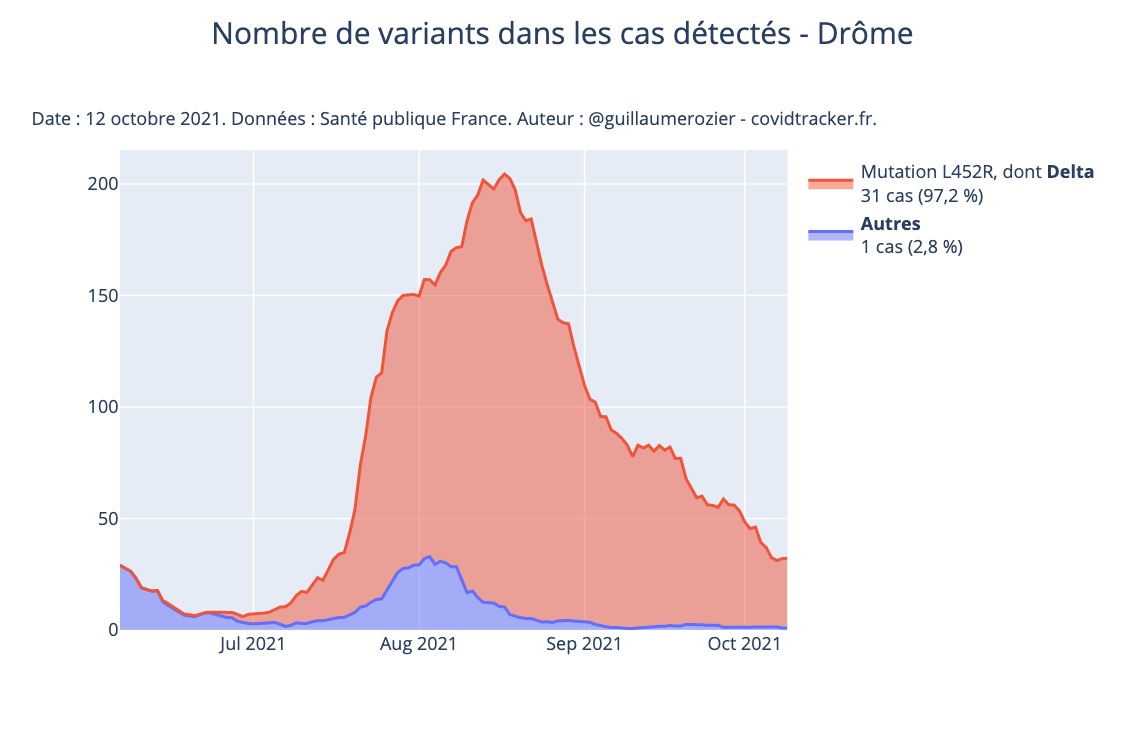 Nombre de variants dans les cas détectés - Drôme
Date : 12 octobre 2021. Données : Santé publique France. Auteur : @guillaumerozier - covidtracker.fr.
Mutation L452R, dont Delta
31 cas (97,2 %)
Autres
1 cas (2,8 %)
200
150
100
50
0
Jul 2021
Aug 2021
Sep 2021
Oct 2021